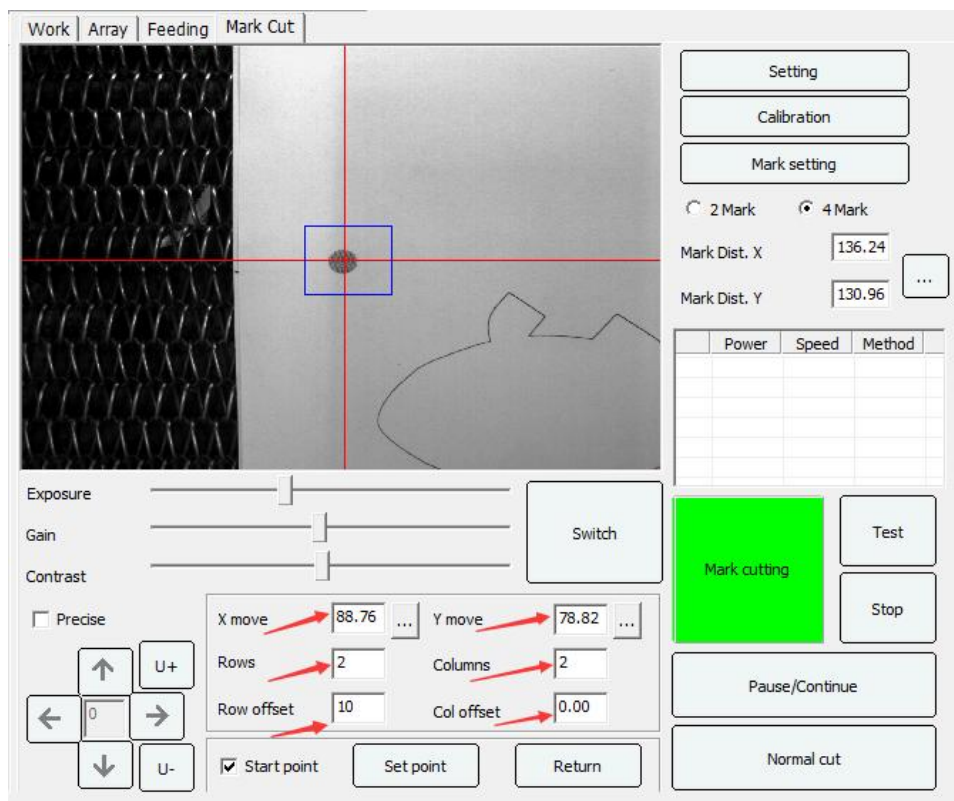 Work Array Feeding Mark Cut
Setting
Calibration
Mark setting
2 Mark 4 Mark
Mark Dist. X 136.24
Mark Dist. Y 130.96
...
Power Speed Method
Exposure
Gain
Contrast
Switch
Mark cutting
Test
Stop
Precise
U+
0
U-
X move 88.76 ... Y move 78.82 ...
Rows 2 Columns 2
Row offset 10 Col offset 0.00
Start point Set point Return
Pause/Continue
Normal cut